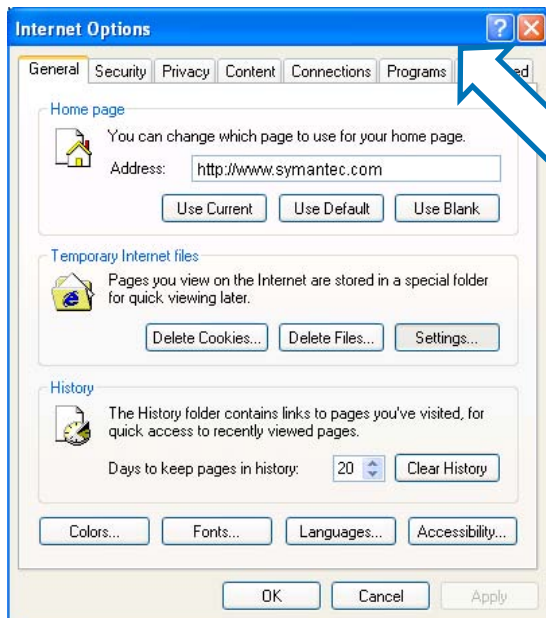 Internet Options
General Security Privacy Content Connections Programs ed
Home page
You can change which page to use for your home page.
Address: http://www.symantec.com
Use Current Use Default Use Blank
Temporary Internet files
Pages you view on the Internet are stored in a special folder
for quick viewing later.
Delete Cookies... Delete Files... Settings...
History
The History folder contains links to pages you've visited, for
quick access to recently viewed pages.
Days to keep pages in history: 20 Clear History
Colors... Fonts... Languages... Accessibility...
OK Cancel Apply